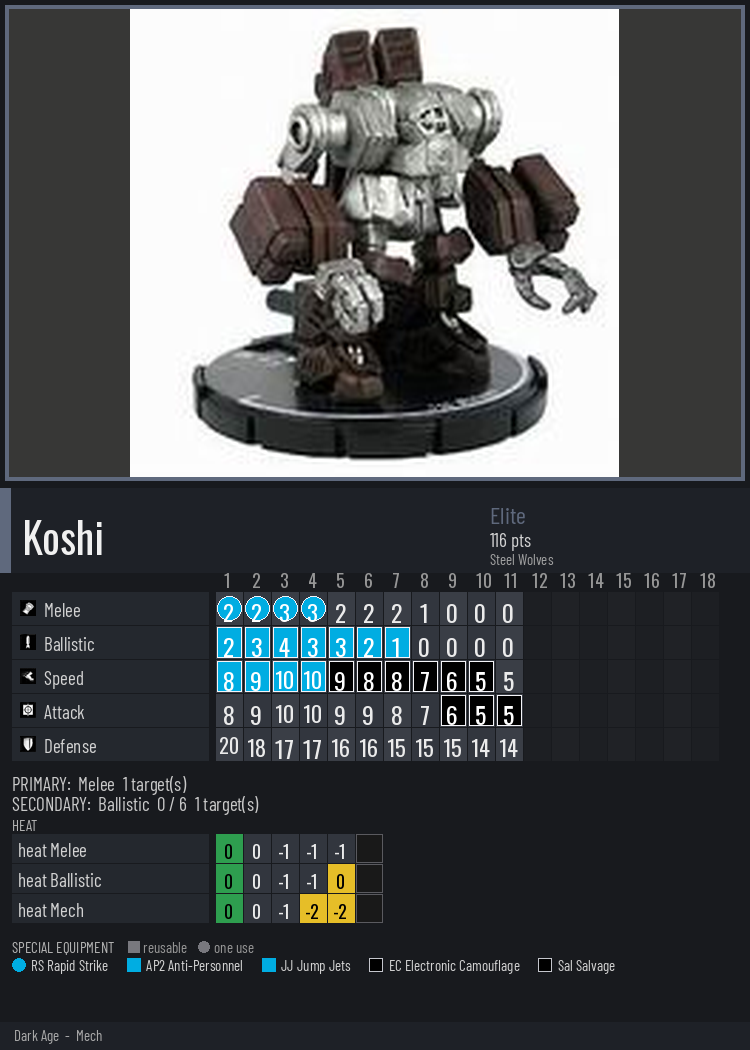 Koshi
Elite
116 pts
Steel Wolves
1 2 3 4 5 6 7 8 9 10 11 12 13 14 15 16 17 18
Melee 2 2 3 3 2 2 2 1 0 0 0
Ballistic 2 3 4 3 3 2 1 0 0 0 0
Speed 8 9 10 10 9 8 8 7 6 5 5
Attack 8 9 10 10 9 9 8 7 6 5 5
Defense 20 18 17 17 16 16 15 15 15 14 14
PRIMARY: Melee 1 target(s)
SECONDARY: Ballistic 0 / 6 1 target(s)
HEAT
heat Melee 0 0 -1 -1 -1
heat Ballistic 0 0 -1 -1 0
heat Mech 0 0 -1 -2 -2
SPECIAL EQUIPMENT reusable one use
RS Rapid Strike AP2 Anti-Personnel JJ Jump Jets EC Electronic Camouflage Sal Salvage
Dark Age - Mech